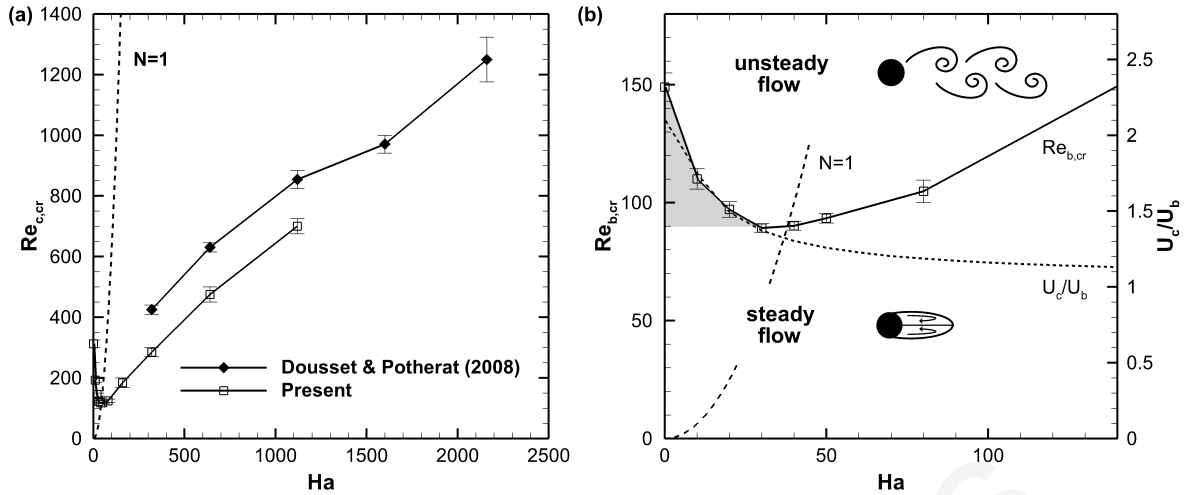 (a)
1400
1200
1000
800
600
400
200
0
Re_c,cr
N=1
Dousset & Potherat (2008)
Present
0 500 1000 1500 2000 2500
Ha
(b)
150
100
50
0
Re_b,cr
unsteady
flow
N=1
Re_b,cr
U_c/U_b
steady
flow
2.5
2
1.5
1
0.5
0
U_c/U_b
0 50 100
Ha